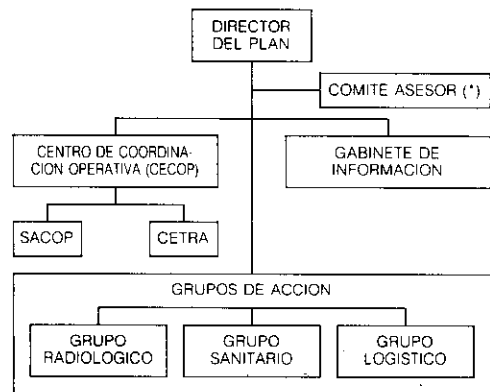 DIRECTOR
DEL PLAN
COMITE ASESOR (*)
CENTRO DE COORDINA-
CION OPERATIVA (CECOP)
GABINETE DE
INFORMACION
SACOP
CETRA
GRUPOS DE ACCION
GRUPO
RADIOLOGICO
GRUPO
SANITARIO
GRUPO
LOGISTICO